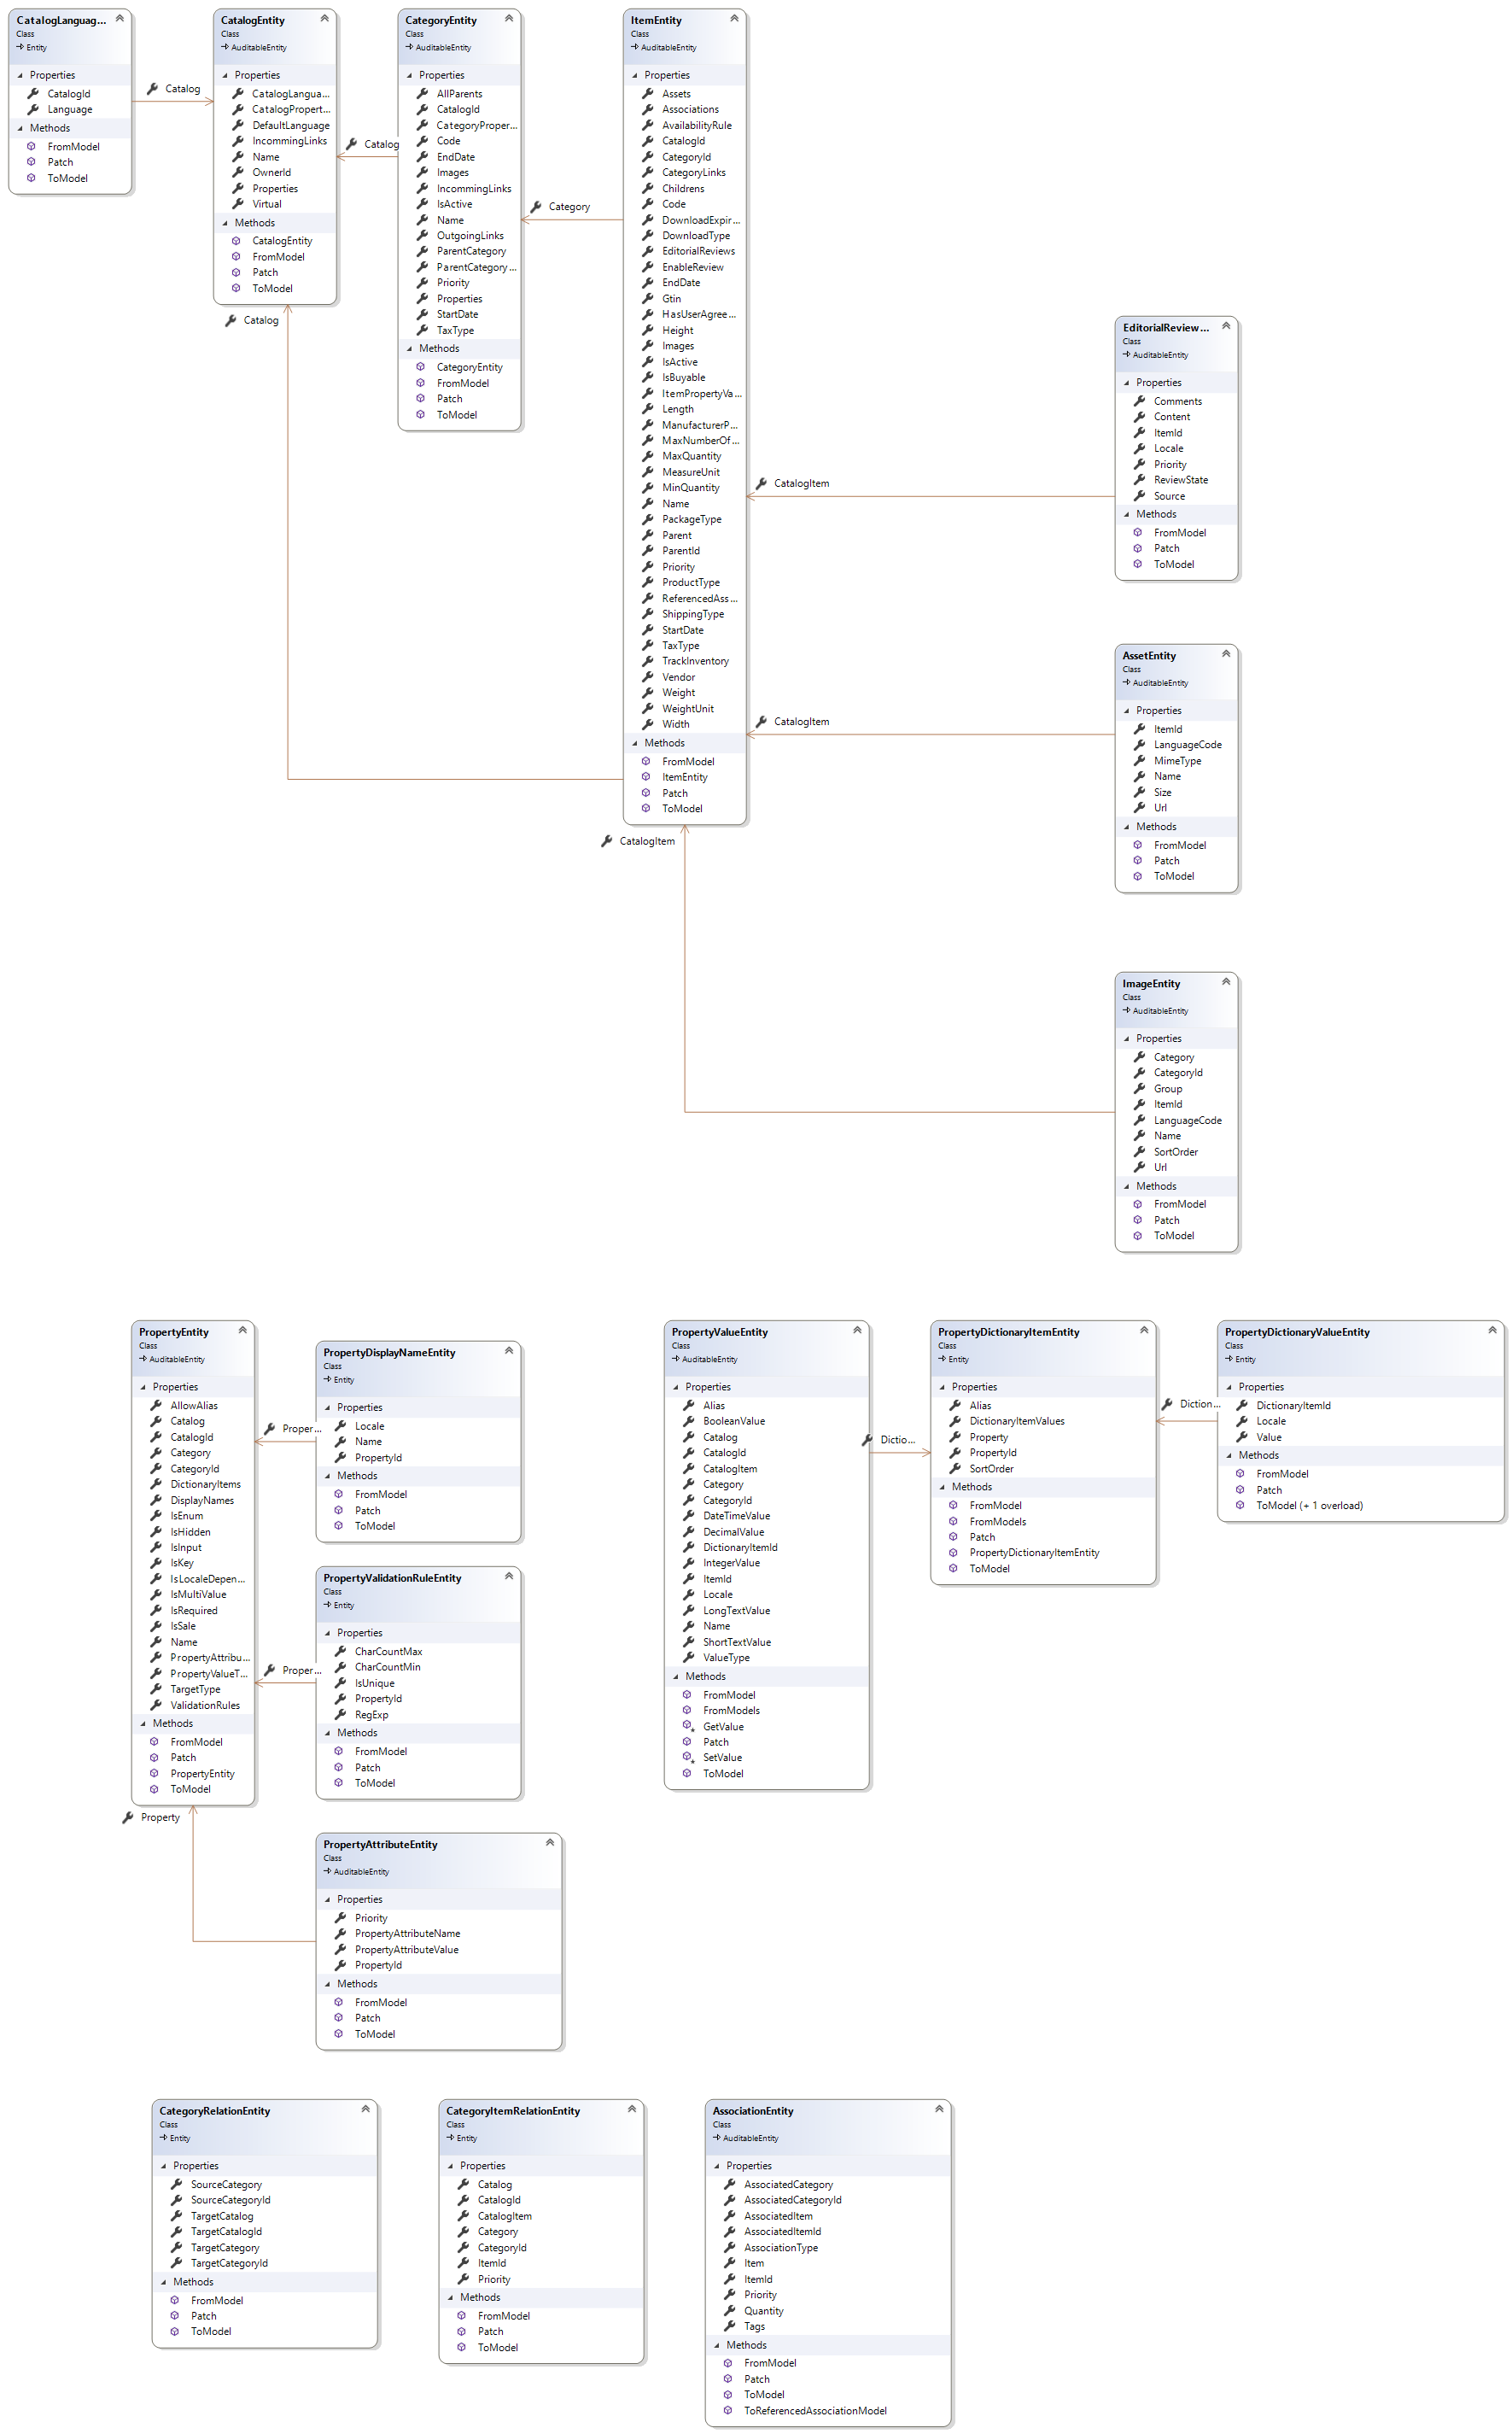 CatalogLanguag...
Class
Entity
Properties
CatalogId
Language
Methods
FromModel
Patch
ToModel
Catalog
CatalogEntity
Class
AuditableEntity
Properties
CatalogLangua...
CatalogPropert...
DefaultLanguage
IncommingLinks
Name
OwnerId
Properties
Virtual
Methods
CatalogEntity
FromModel
Patch
ToModel
Catalog
Catalog
CategoryEntity
Class
AuditableEntity
Properties
AllParents
CatalogId
CategoryProper...
Code
EndDate
Images
IncommingLinks
IsActive
Name
OutgoingLinks
ParentCategory
ParentCategory...
Priority
Properties
StartDate
TaxType
Methods
CategoryEntity
FromModel
Patch
ToModel
Category
ItemEntity
Class
AuditableEntity
Properties
Assets
Associations
AvailabilityRule
CatalogId
CategoryId
CategoryLinks
Childrens
Code
DownloadExpir...
DownloadType
EditorialReviews
EnableReview
EndDate
Gtin
HasUserAgree...
Height
Images
IsActive
IsBuyable
ItemPropertyVa...
Length
ManufacturerP...
MaxNumberOf...
MaxQuantity
MeasureUnit
MinQuantity
Name
PackageType
Parent
ParentId
Priority
ProductType
ReferencedAss...
ShippingType
StartDate
TaxType
TrackInventory
Vendor
Weight
WeightUnit
Width
Methods
FromModel
ItemEntity
Patch
ToModel
CatalogItem
CatalogItem
CatalogItem
EditorialReview...
Class
AuditableEntity
Properties
Comments
Content
ItemId
Locale
Priority
ReviewState
Source
Methods
FromModel
Patch
ToModel
AssetEntity
Class
AuditableEntity
Properties
ItemId
LanguageCode
MimeType
Name
Size
Url
Methods
FromModel
Patch
ToModel
ImageEntity
Class
AuditableEntity
Properties
Category
CategoryId
Group
ItemId
LanguageCode
Name
SortOrder
Url
Methods
FromModel
Patch
ToModel
PropertyEntity
Class
AuditableEntity
Properties
AllowAlias
Catalog
CatalogId
Category
CategoryId
DictionaryItems
DisplayNames
IsEnum
IsHidden
IsInput
IsKey
IsLocaleDepen...
IsMultiValue
IsRequired
IsSale
Name
PropertyAttribu...
PropertyValueT...
TargetType
ValidationRules
Methods
FromModel
Patch
PropertyEntity
ToModel
Property
Proper...
Proper...
PropertyDisplayNameEntity
Class
Entity
Properties
Locale
Name
PropertyId
Methods
FromModel
Patch
ToModel
PropertyValidationRuleEntity
Class
Entity
Properties
CharCountMax
CharCountMin
IsUnique
PropertyId
RegExp
Methods
FromModel
Patch
ToModel
PropertyAttributeEntity
Class
AuditableEntity
Properties
Priority
PropertyAttributeName
PropertyAttributeValue
PropertyId
Methods
FromModel
Patch
ToModel
PropertyValueEntity
Class
AuditableEntity
Properties
Alias
BooleanValue
Catalog
CatalogId
CatalogItem
Category
CategoryId
DateTimeValue
DecimalValue
DictionaryItemId
IntegerValue
ItemId
Locale
LongTextValue
Name
ShortTextValue
ValueType
Methods
FromModel
FromModels
GetValue
Patch
SetValue
ToModel
Dictio...
PropertyDictionaryItemEntity
Class
Entity
Properties
Alias
DictionaryItemValues
Property
PropertyId
SortOrder
Methods
FromModel
FromModels
Patch
PropertyDictionaryItemEntity
ToModel
Diction...
PropertyDictionaryValueEntity
Class
Entity
Properties
DictionaryItemId
Locale
Value
Methods
FromModel
Patch
ToModel (+ 1 overload)
CategoryRelationEntity
Class
Entity
Properties
SourceCategory
SourceCategoryId
TargetCatalog
TargetCatalogId
TargetCategory
TargetCategoryId
Methods
FromModel
Patch
ToModel
CategoryItemRelationEntity
Class
Entity
Properties
Catalog
CatalogId
CatalogItem
Category
CategoryId
ItemId
Priority
Methods
FromModel
Patch
ToModel
AssociationEntity
Class
AuditableEntity
Properties
AssociatedCategory
AssociatedCategoryId
AssociatedItem
AssociatedItemId
AssociationType
Item
ItemId
Priority
Quantity
Tags
Methods
FromModel
Patch
ToModel
ToReferencedAssociationModel